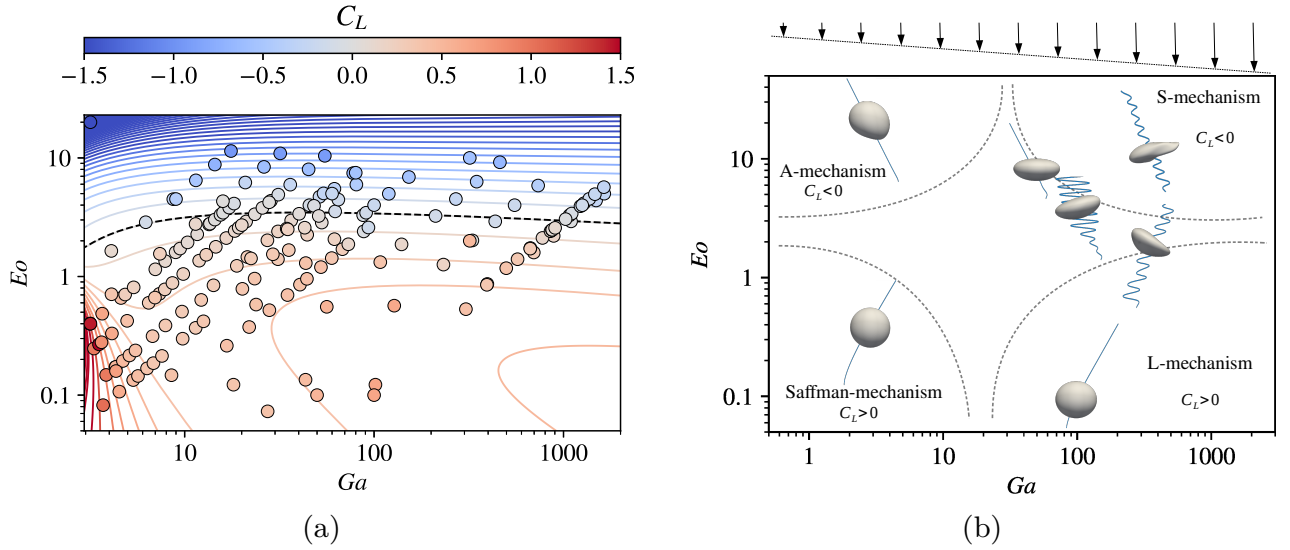 C_L
−1.5 −1.0 −0.5 0.0 0.5 1.0 1.5
10
1
0.1
Eo
10 100 1000
Ga
(a)
S-mechanism
C_L<0
A-mechanism
C_L<0
10
1
0.1
Eo
Saffman-mechanism
C_L>0
L-mechanism
C_L>0
1 10 100 1000
Ga
(b)